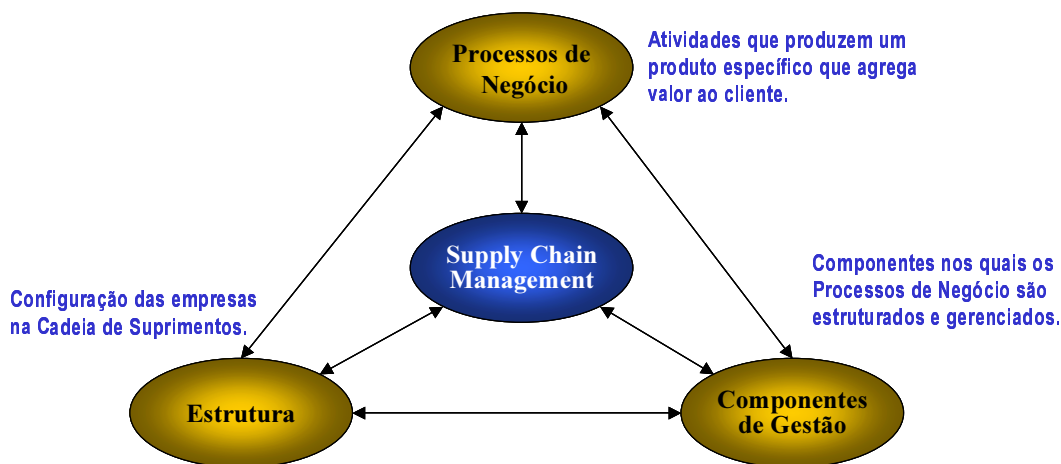 Processos de
Negócio
Atividades que produzem um
produto específico que agrega
valor ao cliente.
Supply Chain
Management
Configuração das empresas
na Cadeia de Suprimentos.
Componentes nos quais os
Processos de Negócio são
estruturados e gerenciados.
Estrutura
Componentes
de Gestão